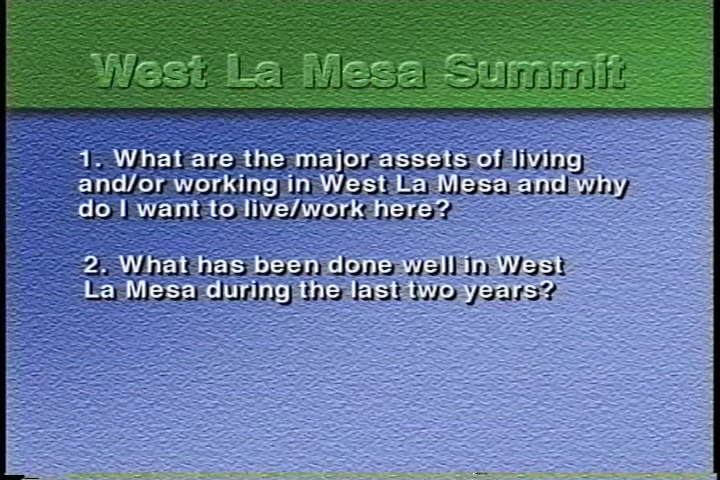 West La Mesa Summit
1. What are the major assets of living
and/or working in West La Mesa and why
do I want to live/work here?
2. What has been done well in West
La Mesa during the last two years?